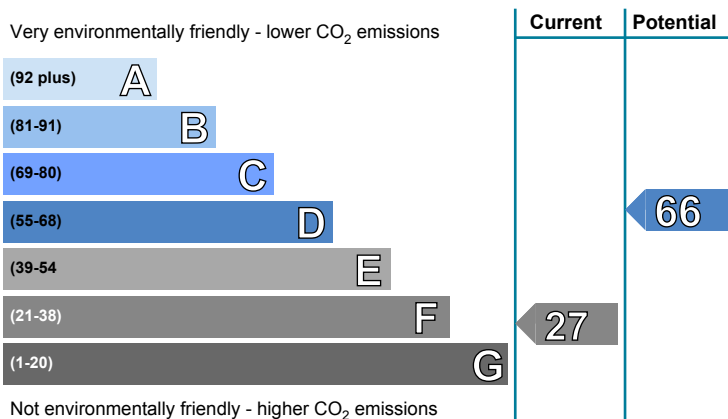 Current Potential
Very environmentally friendly - lower CO₂ emissions
(92 plus) A
(81-91) B
(69-80) C
(55-68) D
66
(39-54 E
(21-38) F
27
(1-20) G
Not environmentally friendly - higher CO₂ emissions